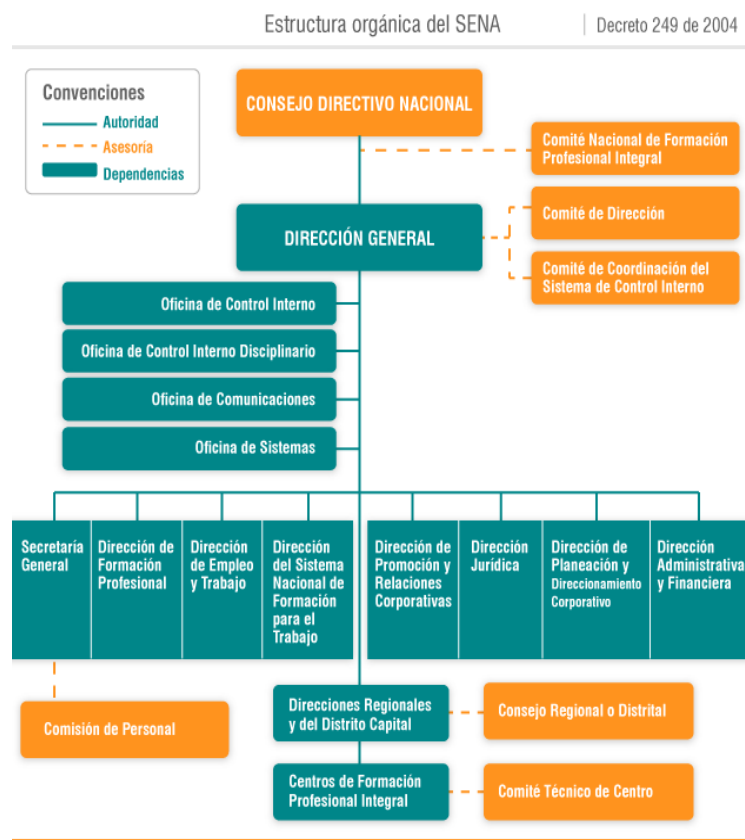 Estructura orgánica del SENA
Decreto 249 de 2004
Convenciones
Autoridad
Asesoría
Dependencias
CONSEJO DIRECTIVO NACIONAL
Comité Nacional de Formación
Profesional Integral
DIRECCIÓN GENERAL
Comité de Dirección
Comité de Coordinación del
Sistema de Control Interno
Oficina de Control Interno
Oficina de Control Interno Disciplinario
Oficina de Comunicaciones
Oficina de Sistemas
Secretaría
General
Dirección de
Formación
Profesional
Dirección
de Empleo
y Trabajo
Dirección
del Sistema
Nacional de
Formación
para el
Trabajo
Dirección de
Promoción y
Relaciones
Corporativas
Dirección
Jurídica
Dirección de
Planeación y
Direccionamiento
Corporativo
Dirección
Administrativa
y Financiera
Comisión de Personal
Direcciones Regionales
y del Distrito Capital
Consejo Regional o Distrital
Centros de Formación
Profesional Integral
Comité Técnico de Centro